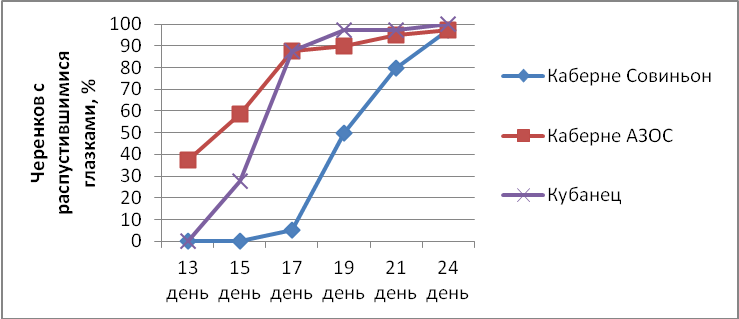 Черенков с
распустившимися
глазками, %
100
90
80
70
60
50
40
30
20
10
0
13 день
15 день
17 день
19 день
21 день
24 день
Каберне Совиньон
Каберне АЗОС
Кубанец